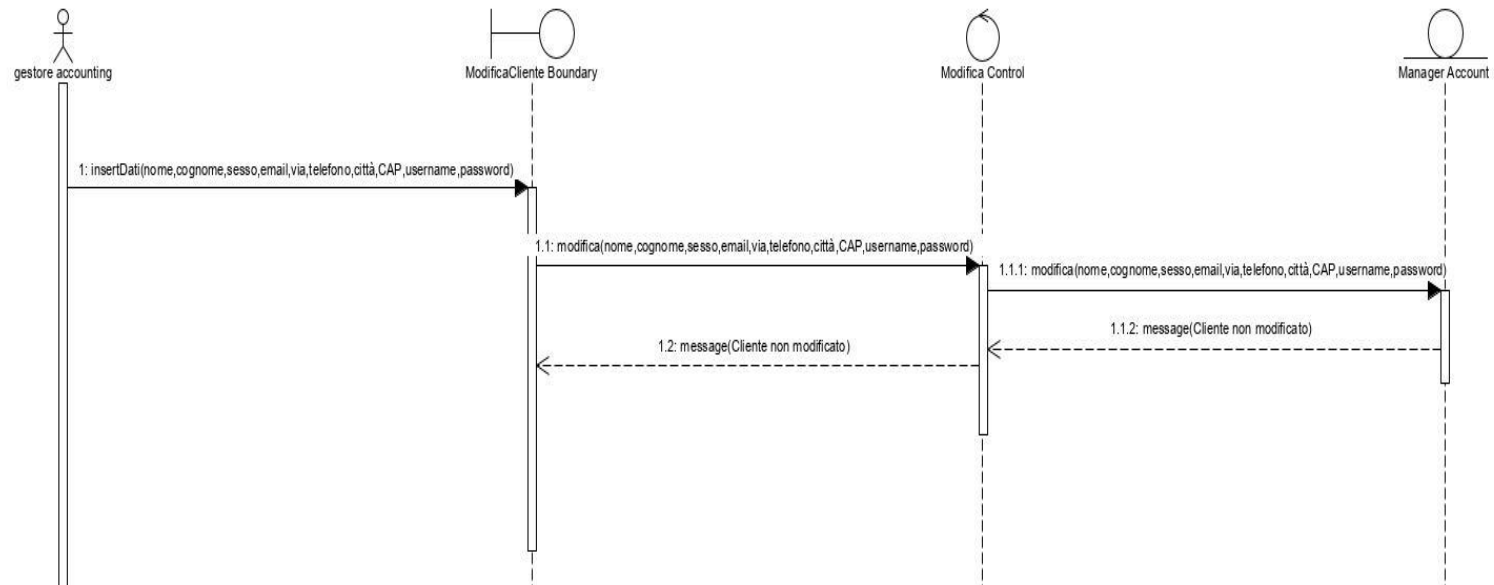 gestore accounting
ModificaCliente Boundary
Modifica Control
Manager Account
1: insertDati(nome,cognome,sesso,email,via,telefono,città,CAP,username,password)
1.1: modifica(nome,cognome,sesso,email,via,telefono,città,CAP,username,password)
1.1.1: modifica(nome,cognome,sesso,email,via,telefono,città,CAP,username,password)
1.1.2: message(Cliente non modificato)
1.2: message(Cliente non modificato)